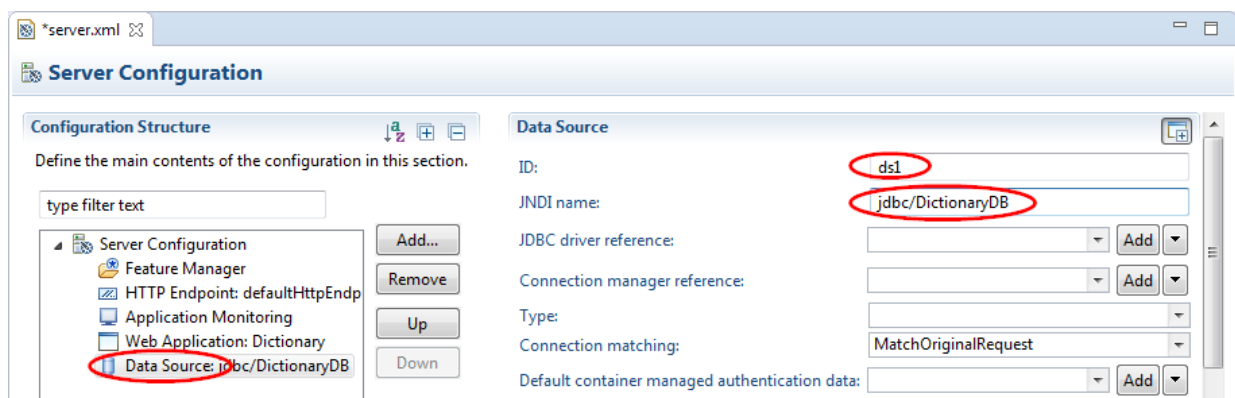 *server.xml
Server Configuration
Configuration Structure
Define the main contents of the configuration in this section.
type filter text
Server Configuration
Feature Manager
HTTP Endpoint: defaultHttpEndp
Application Monitoring
Web Application: Dictionary
Data Source: jdbc/DictionaryDB
Add...
Remove
Up
Down
Data Source
ID: ds1
JNDI name: jdbc/DictionaryDB
JDBC driver reference: Add
Connection manager reference: Add
Type:
Connection matching: MatchOriginalRequest
Default container managed authentication data: Add